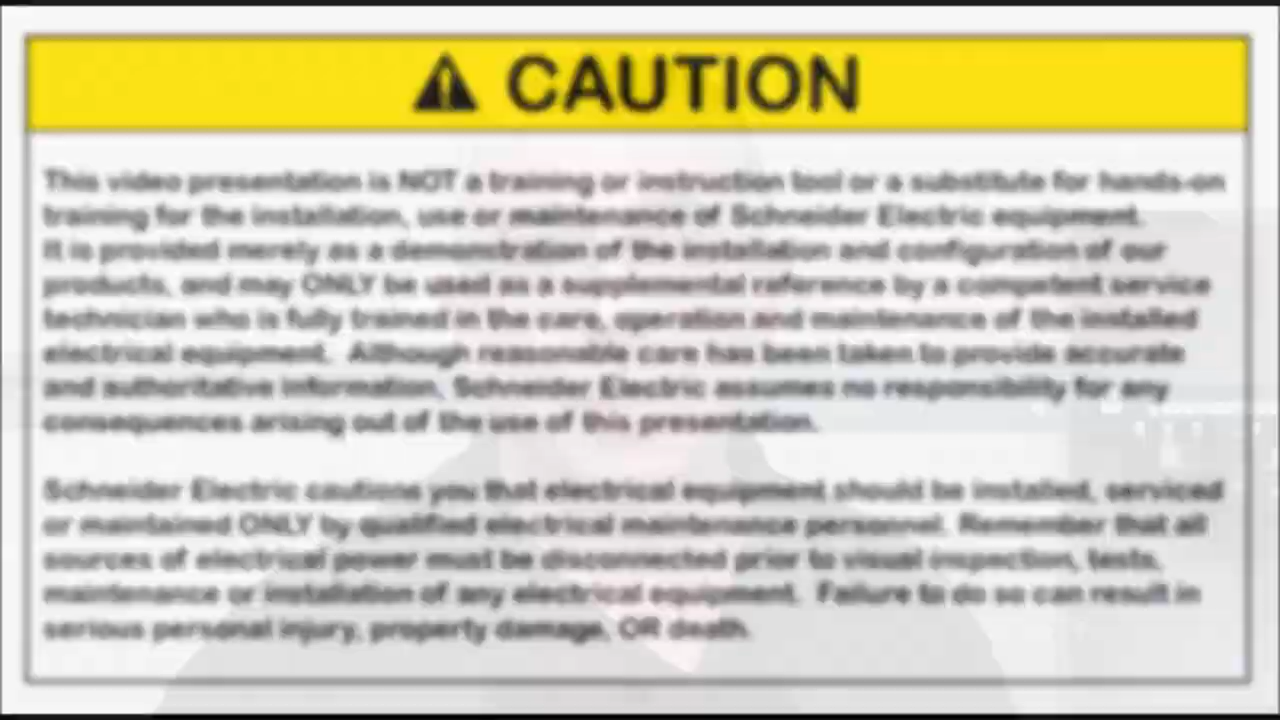 CAUTION
This video presentation is NOT a training or instruction tool or a substitute for hands-on
training for the installation, use or maintenance of Schneider Electric equipment.
It is provided merely as a demonstration of the installation and configuration of our
products, and may ONLY be used as a supplemental reference by a competent service
technician who is fully trained in the care, operation and maintenance of the installed
electrical equipment. Although reasonable care has been taken to provide accurate
and authoritative information, Schneider Electric assumes no responsibility for any
consequences arising out of the use of this presentation.
Schneider Electric cautions you that electrical equipment should be installed, serviced
or maintained ONLY by qualified electrical maintenance personnel. Remember that all
sources of electrical power must be disconnected prior to visual inspection, tests,
maintenance or installation of any electrical equipment. Failure to do so can result in
serious personal injury, property damage, OR death.